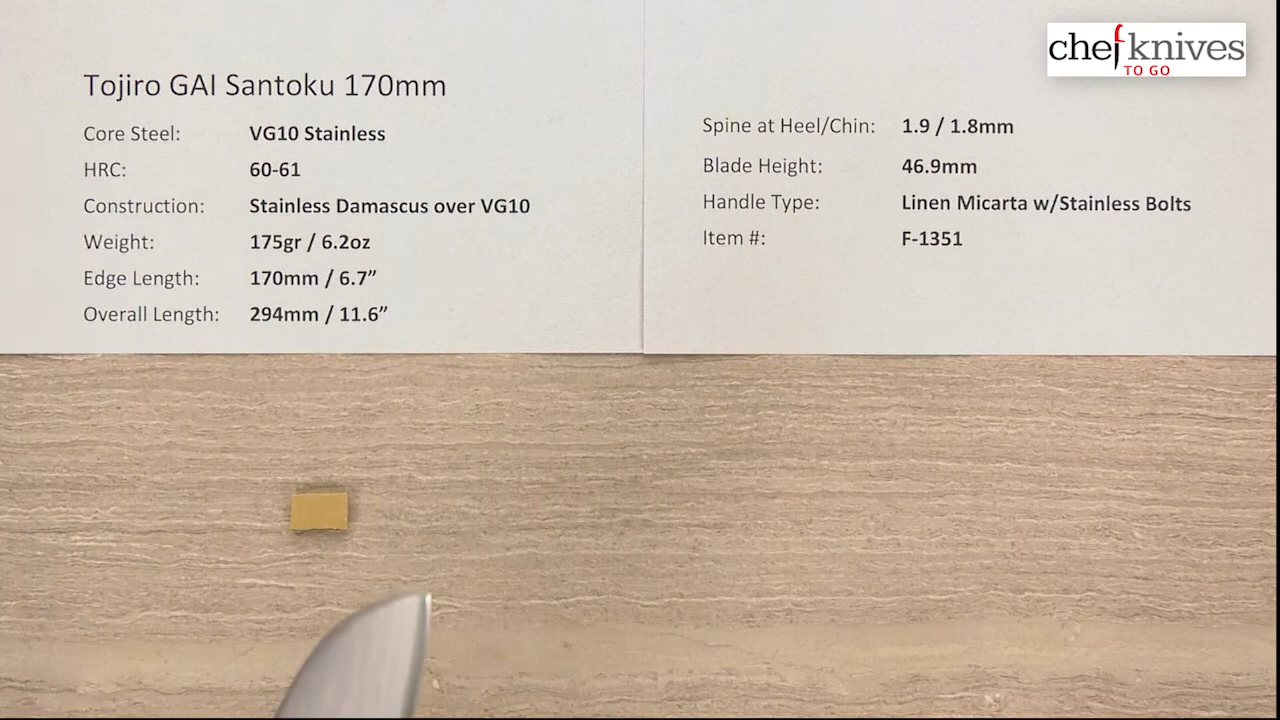 chefknives
TO GO
Tojiro GAI Santoku 170mm
Core Steel: VG10 Stainless
HRC: 60-61
Construction: Stainless Damascus over VG10
Weight: 175gr / 6.2oz
Edge Length: 170mm / 6.7”
Overall Length: 294mm / 11.6”
Spine at Heel/Chin: 1.9 / 1.8mm
Blade Height: 46.9mm
Handle Type: Linen Micarta w/Stainless Bolts
Item #: F-1351